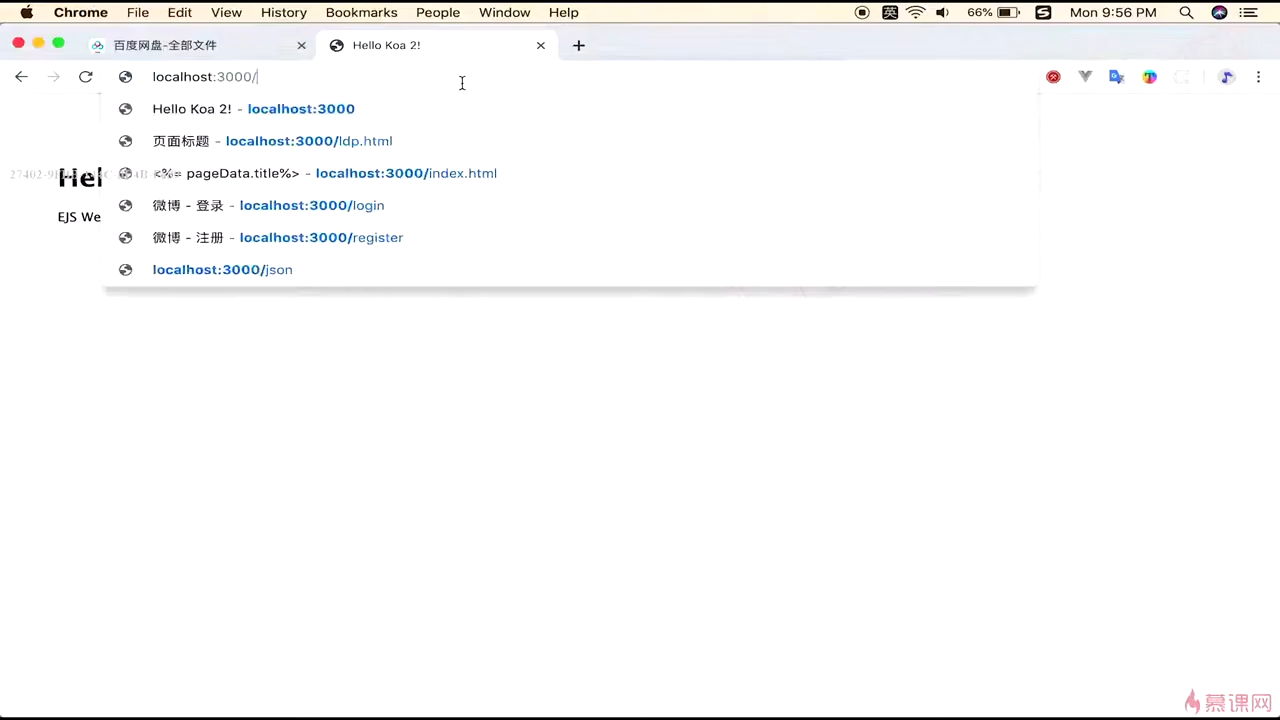 Chrome File Edit View History Bookmarks People Window Help 英 66% S Mon 9:56 PM
百度网盘-全部文件 Hello Koa 2!
localhost:3000/
Hello Koa 2! - localhost:3000
页面标题 - localhost:3000/ldp.html
<%= pageData.title%> - localhost:3000/index.html
Hel
微博 - 登录 - localhost:3000/login
EJS We
微博 - 注册 - localhost:3000/register
localhost:3000/json
慕课网